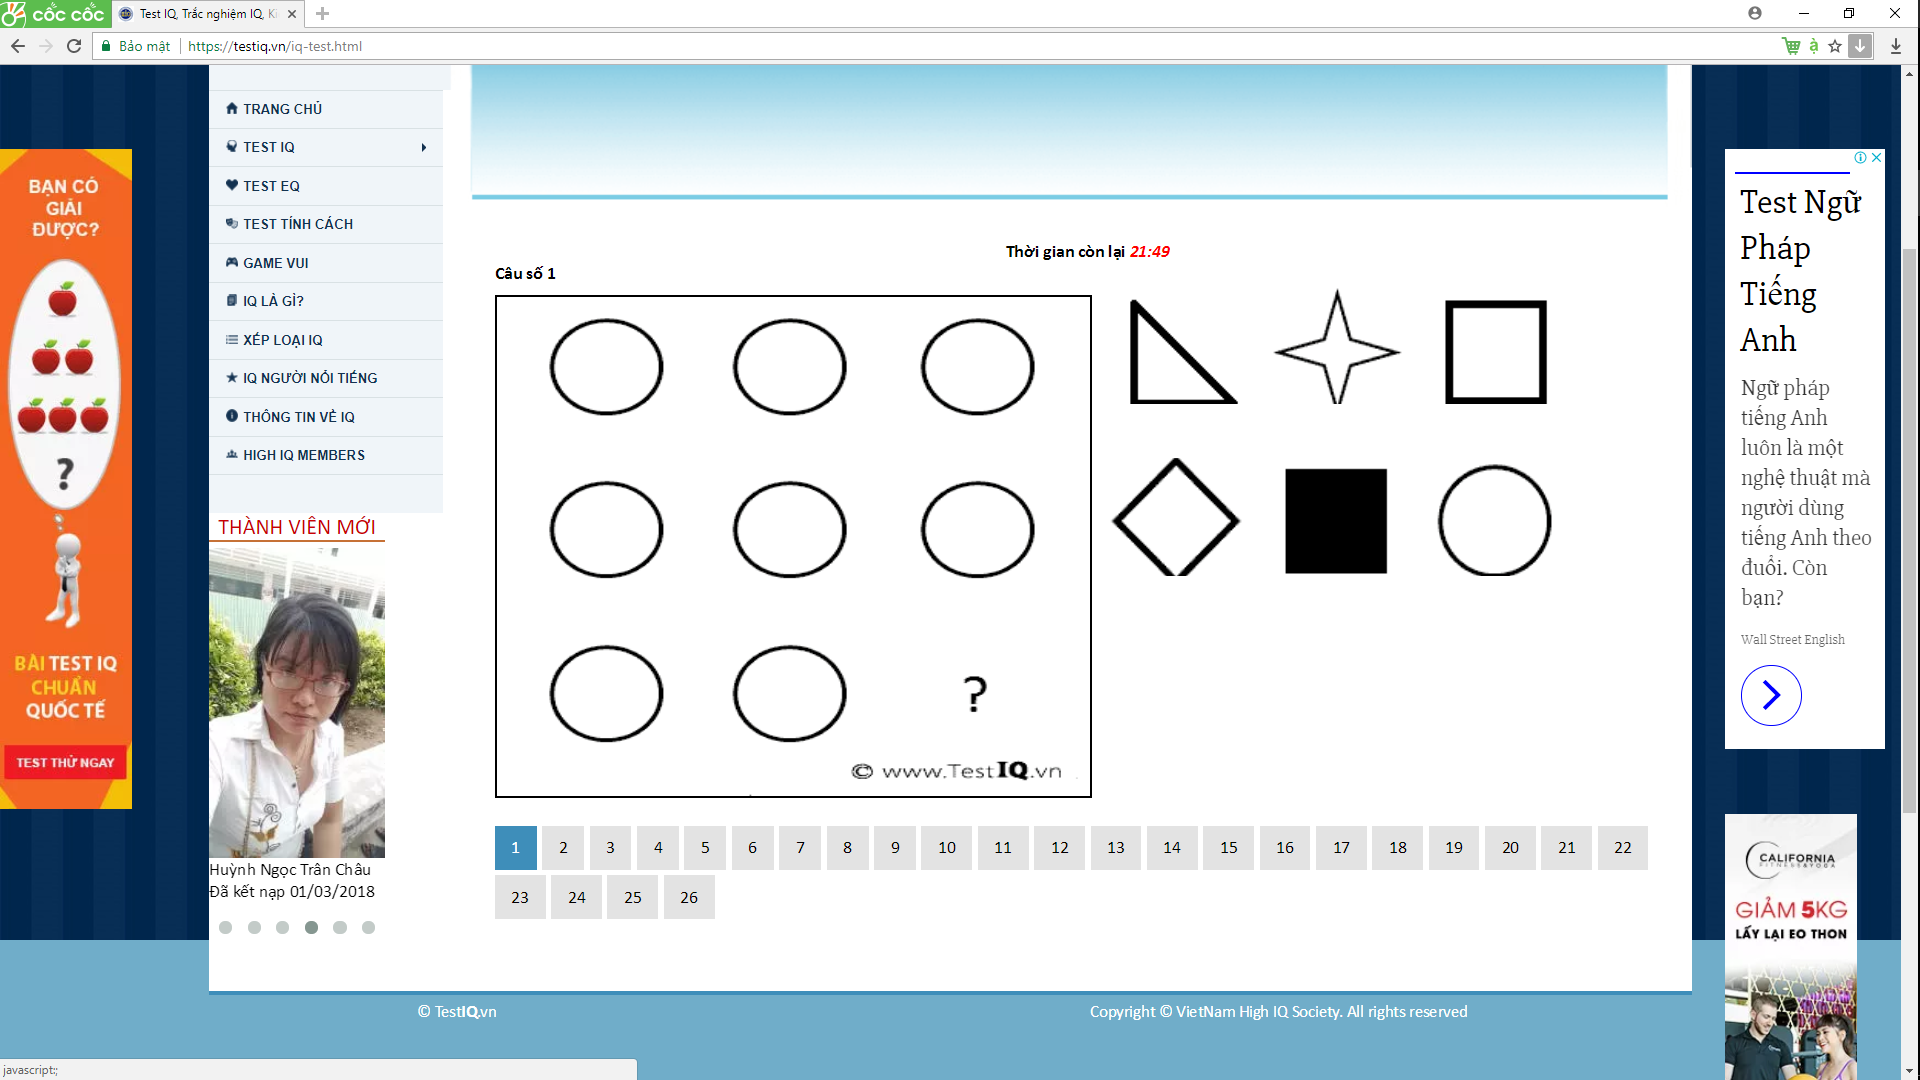 cốc cốc
Test IQ, Trắc nghiệm IQ, Ki
Bảo mật
https://testiq.vn/iq-test.html
TRANG CHỦ
TEST IQ
TEST EQ
TEST TÍNH CÁCH
GAME VUI
IQ LÀ GÌ?
XẾP LOẠI IQ
IQ NGƯỜI NỔI TIẾNG
THÔNG TIN VỀ IQ
HIGH IQ MEMBERS
THÀNH VIÊN MỚI
Huỳnh Ngọc Trân Châu
Đã kết nạp 01/03/2018
BẠN CÓ
GIẢI
ĐƯỢC?
?
BÀI TEST IQ
CHUẨN
QUỐC TẾ
TEST THỬ NGAY
Thời gian còn lại 21:49
Câu số 1
?
© www.TestIQ.vn
1 2 3 4 5 6 7 8 9 10 11 12 13 14 15 16 17 18 19 20 21 22
23 24 25 26
Test Ngữ
Pháp
Tiếng
Anh
Ngữ pháp
tiếng Anh
luôn là một
nghệ thuật mà
người dùng
tiếng Anh theo
đuổi. Còn
bạn?
Wall Street English
CALIFORNIA
FITNESS & YOGA
GIẢM 5KG
LẤY LẠI EO THON
© TestIQ.vn
Copyright © VietNam High IQ Society. All rights reserved
javascript:;